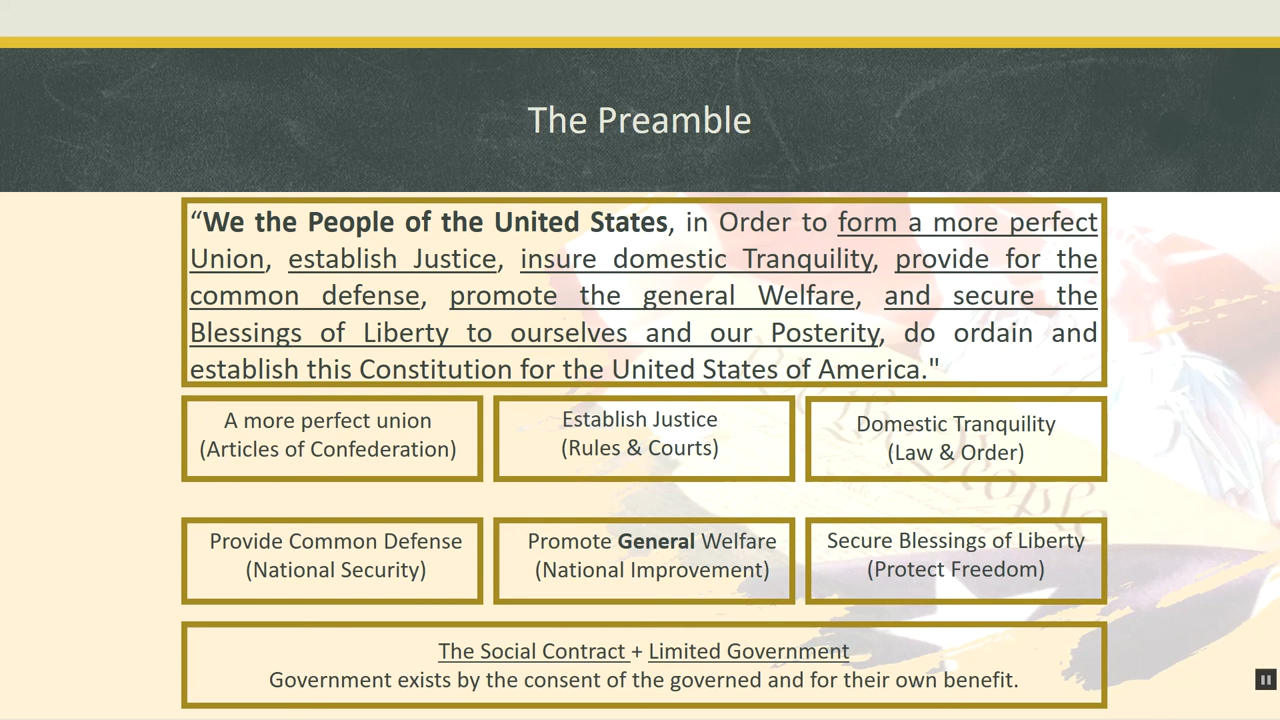 The Preamble
“We the People of the United States, in Order to form a more perfect
Union, establish Justice, insure domestic Tranquility, provide for the
common defense, promote the general Welfare, and secure the
Blessings of Liberty to ourselves and our Posterity, do ordain and
establish this Constitution for the United States of America."
A more perfect union
(Articles of Confederation)
Establish Justice
(Rules & Courts)
Domestic Tranquility
(Law & Order)
Provide Common Defense
(National Security)
Promote General Welfare
(National Improvement)
Secure Blessings of Liberty
(Protect Freedom)
The Social Contract + Limited Government
Government exists by the consent of the governed and for their own benefit.
We the People